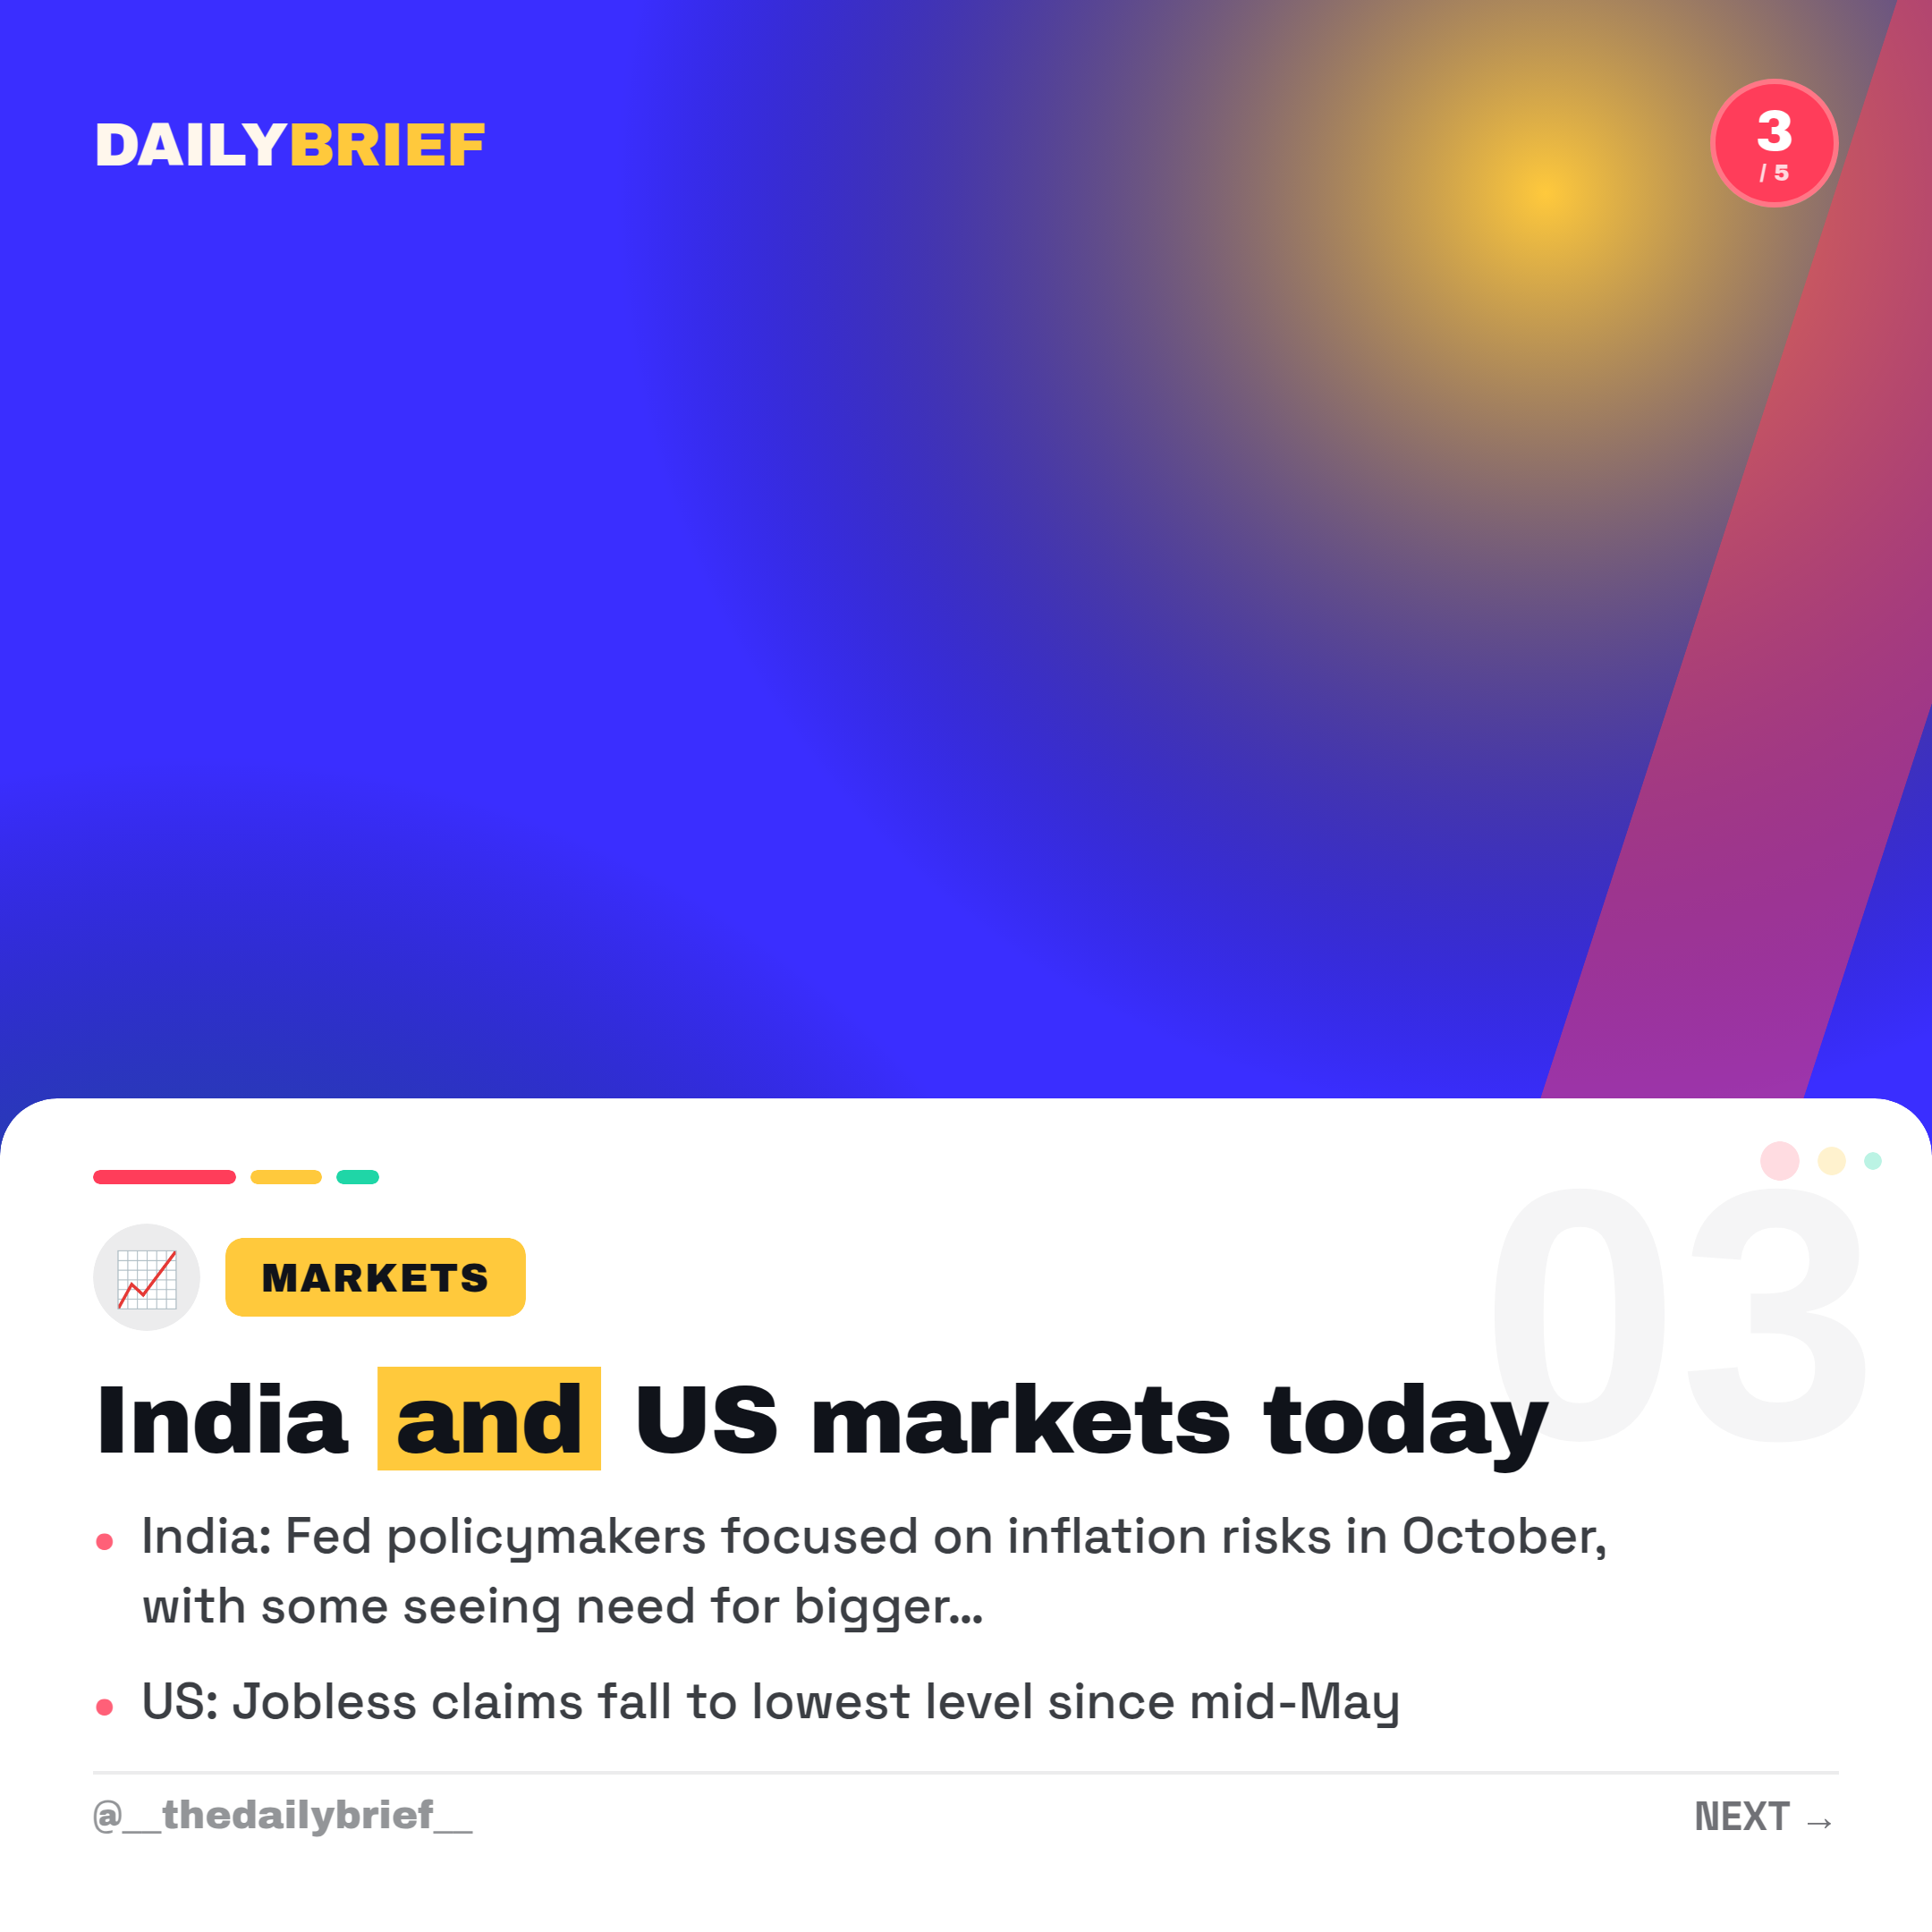 DAILYBRIEF
3
/ 5
03
MARKETS
India and US markets today
• India: Fed policymakers focused on inflation risks in October,
with some seeing need for bigger…
• US: Jobless claims fall to lowest level since mid-May
@__thedailybrief__
NEXT →